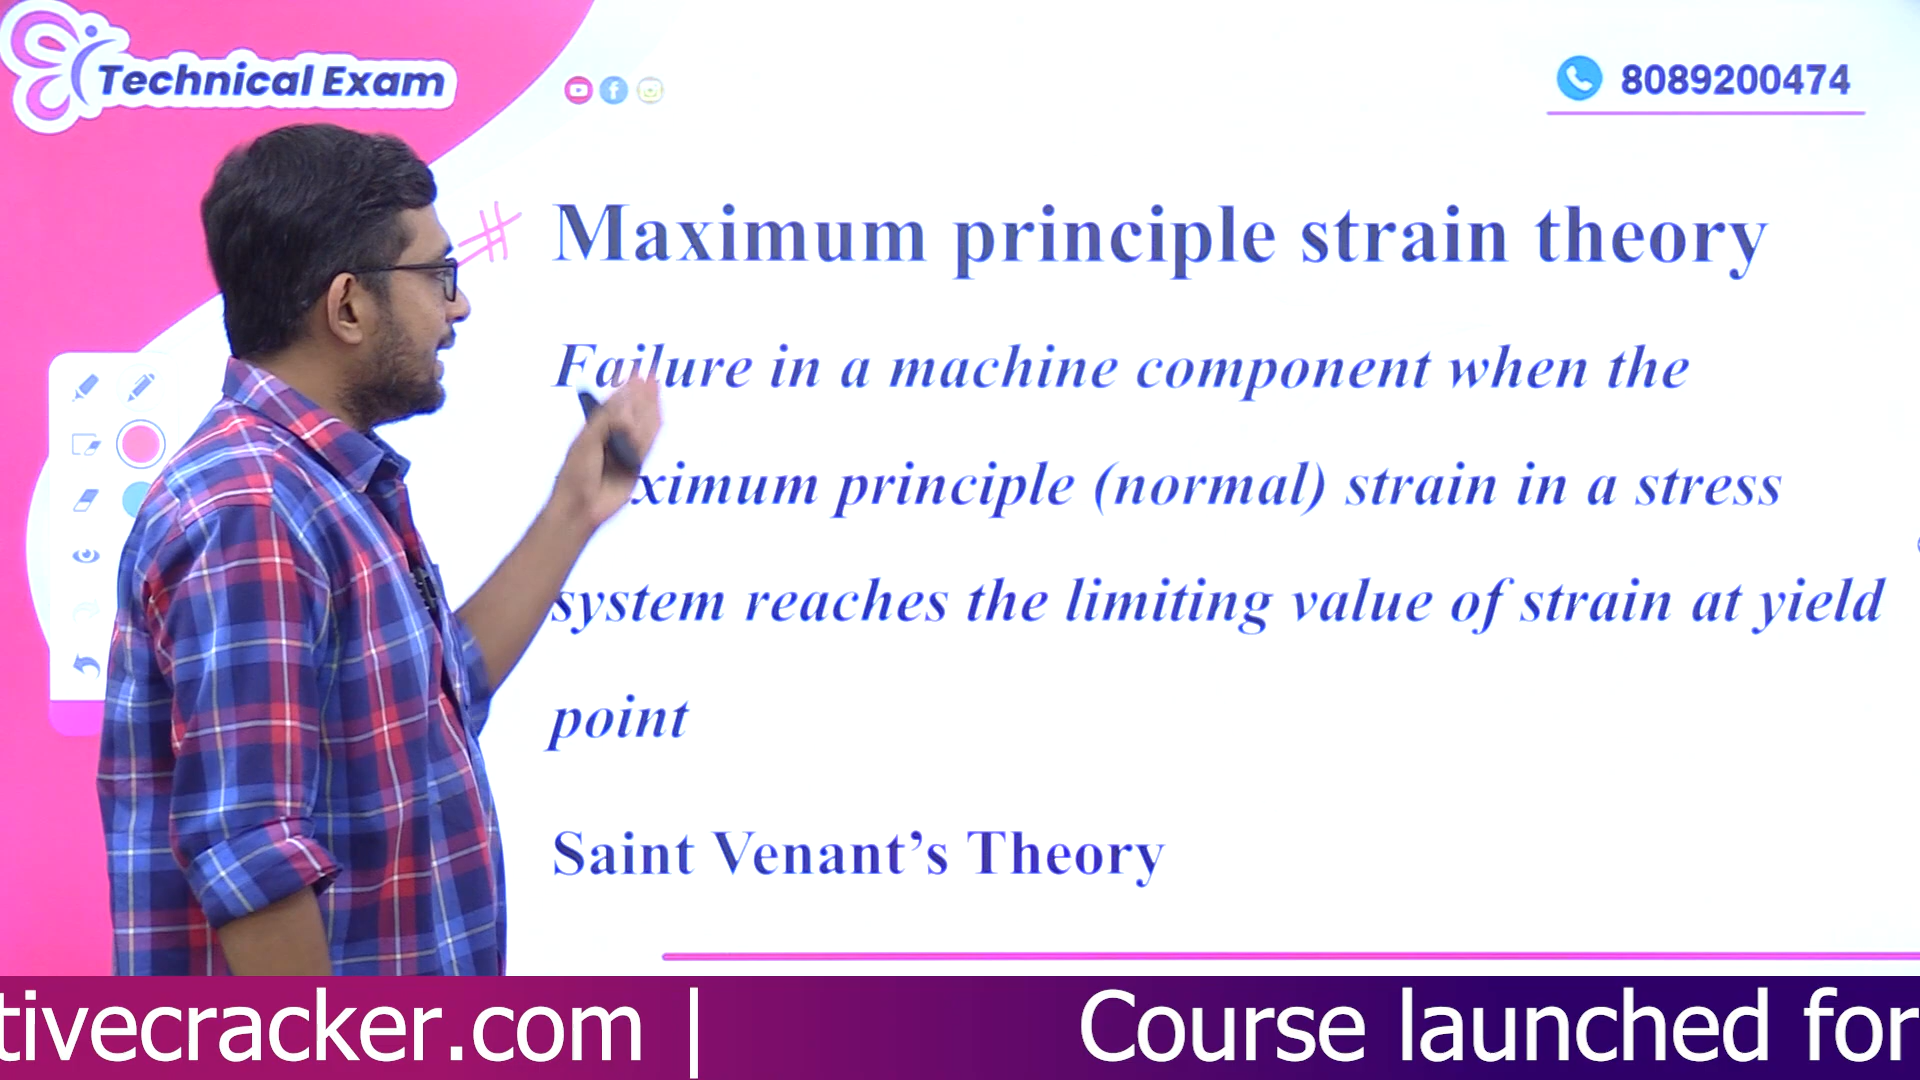 Technical Exam
8089200474
# Maximum principle strain theory
Failure in a machine component when the
principle (normal) strain in a stress
system reaches the limiting value of strain at yield
point
Saint Venant’s Theory
tivecracker.com | Course launched for